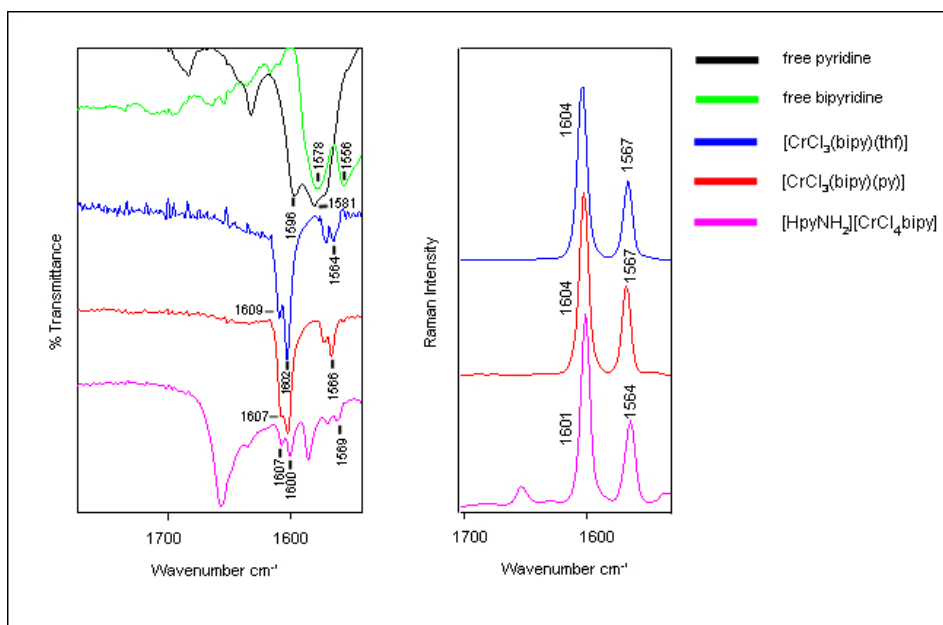 free pyridine
free bipyridine
[CrCl₃(bipy)(thf)]
[CrCl₃(bipy)(py)]
[HpyNH₂][CrCl₄bipy]
% Transmittance
1578
1556
1581
1596
1564
1609
1602
1566
1607
1607
1600
1569
1700
1600
Wavenumber cm⁻¹
Raman Intensity
1604
1567
1604
1567
1601
1564
1700
1600
Wavenumber cm⁻¹